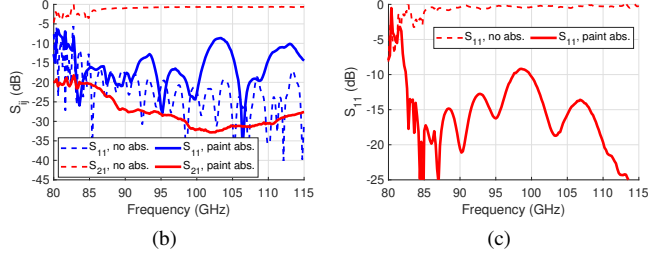 0
-5
-10
-15
-20
-25
-30
-35
-40
-45
S_ij (dB)
S_11, no abs.
S_11, paint abs.
S_21, no abs.
S_21, paint abs.
80 85 90 95 100 105 110 115
Frequency (GHz)
(b)
0
-5
-10
-15
-20
-25
S_11 (dB)
S_11, no abs.
S_11, paint abs.
80 85 90 95 100 105 110 115
Frequency (GHz)
(c)